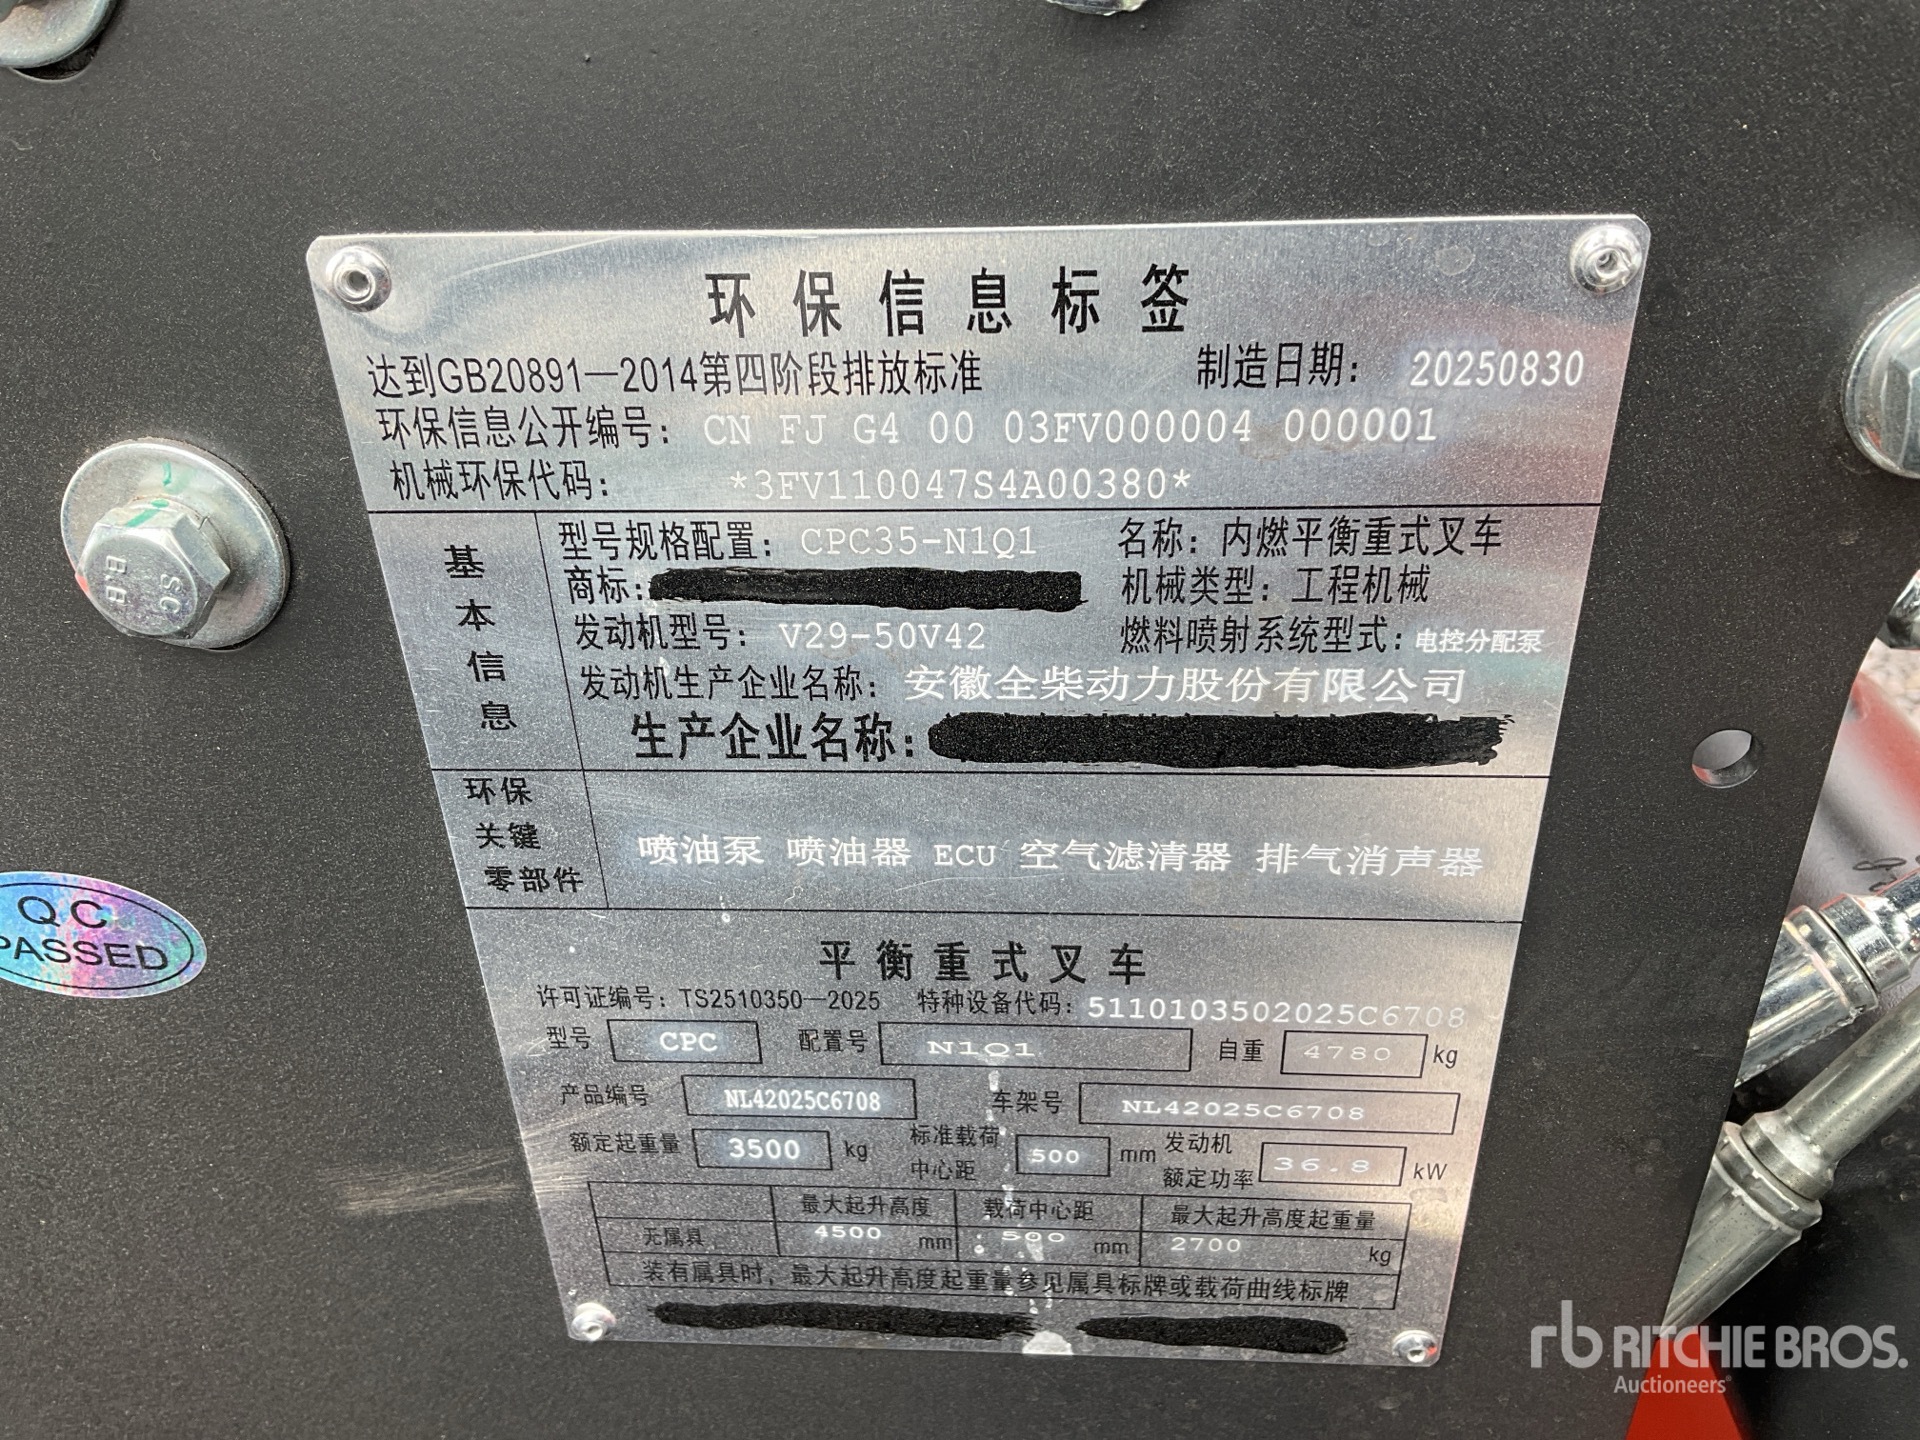 环保信息标签
达到GB20891—2014第四阶段排放标准 制造日期: 20250830
环保信息公开编号: CN FJ G4 00 03FV000004 000001
机械环保代码: *3FV110047S4A00380*
基本信息
型号规格配置: CPC35-N1Q1 名称: 内燃平衡重式叉车
商标: 机械类型: 工程机械
发动机型号: V29-50V42 燃料喷射系统型式: 电控分配泵
发动机生产企业名称: 安徽全柴动力股份有限公司
生产企业名称:
环保
关键
零部件
喷油泵 喷油器 ECU 空气滤清器 排气消声器
平衡重式叉车
许可证编号: TS2510350—2025 特种设备代码: 5110103502025C6708
型号 CPC 配置号 N1Q1 自重 4780 kg
产品编号 NL42025C6708 车架号 NL42025C6708
额定起重量 3500 kg 标准载荷中心距 500 mm 发动机额定功率 36.8 kW
最大起升高度 载荷中心距 最大起升高度起重量
无属具 4500 mm 500 mm 2700 kg
装有属具时, 最大起升高度起重量参见属具标牌或载荷曲线标牌
QC
PASSED
SC
8.8
rb RITCHIE BROS.
Auctioneers